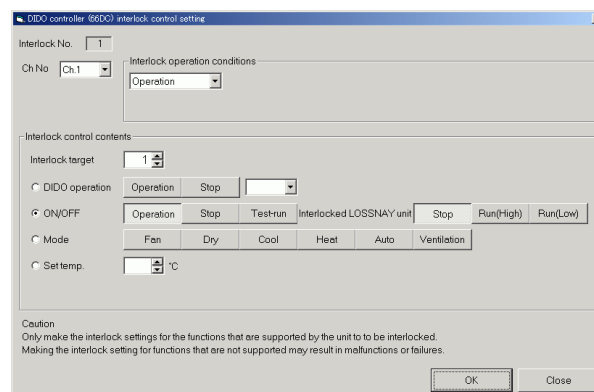 DIDO controller (66DC) interlock control setting
Interlock No. 1
Ch No Ch.1
Interlock operation conditions
Operation
Interlock control contents
Interlock target 1
DIDO operation Operation Stop
ON/OFF Operation Stop Test-run Interlocked LOSSNAY unit Stop Run(High) Run(Low)
Mode Fan Dry Cool Heat Auto Ventilation
Set temp. °C
Caution
Only make the interlock settings for the functions that are supported by the unit to to be interlocked.
Making the interlock setting for functions that are not supported may result in malfunctions or failures.
OK Close